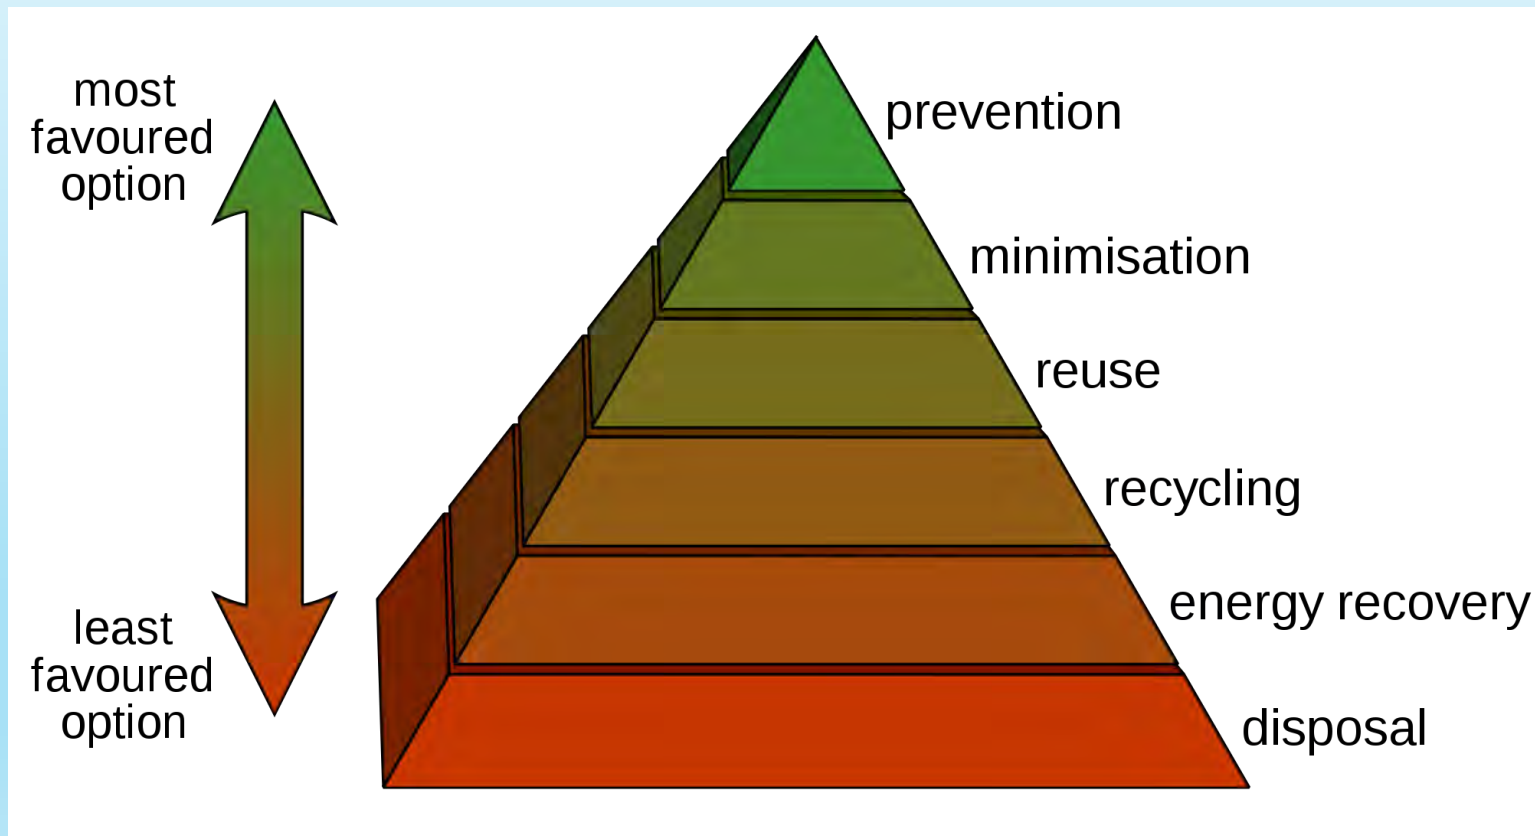 most
favoured
option
prevention
minimisation
reuse
recycling
energy recovery
least
favoured
option
disposal